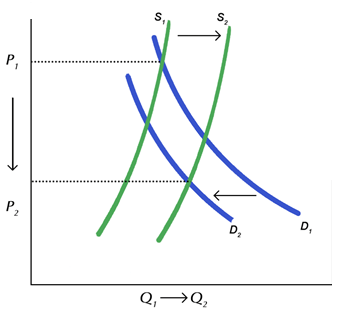 S1 S2
P1
P2
D2 D1
Q1 → Q2